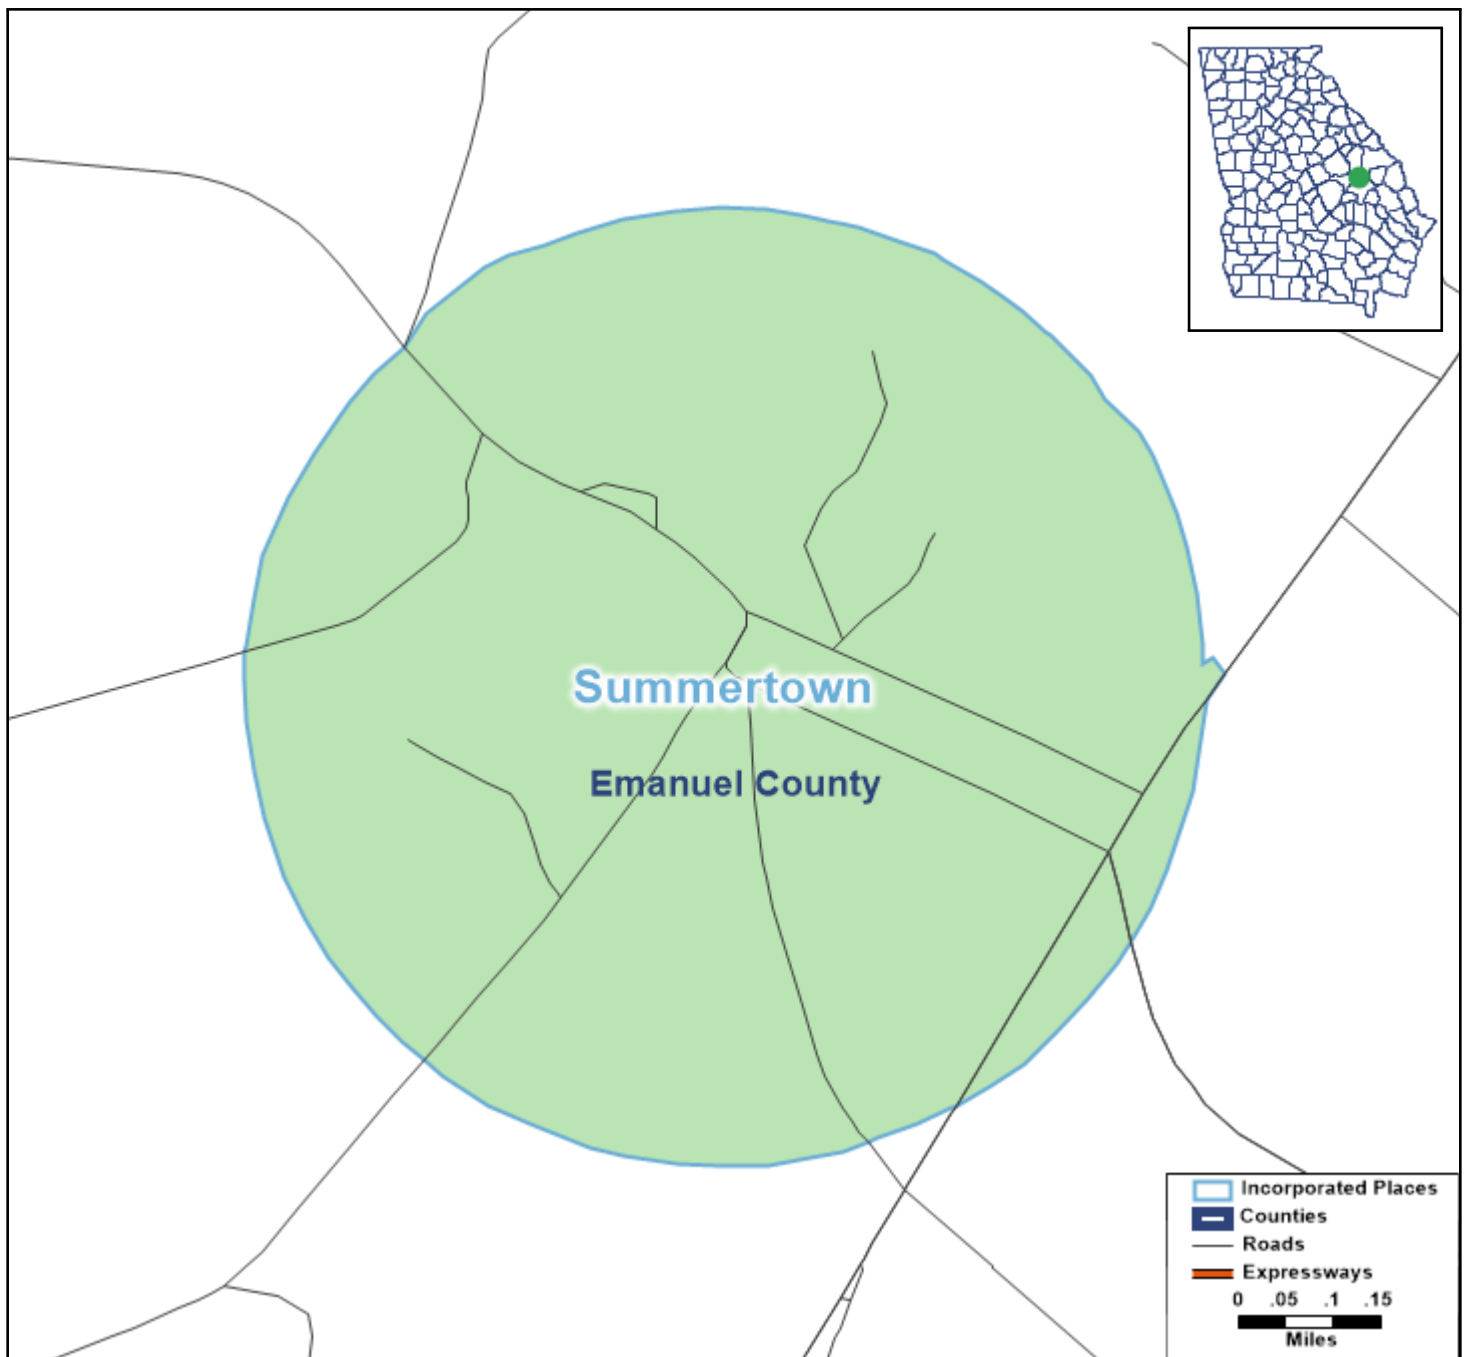 Summertown
Emanuel County
Incorporated Places
Counties
Roads
Expressways
0 .05 .1 .15
Miles